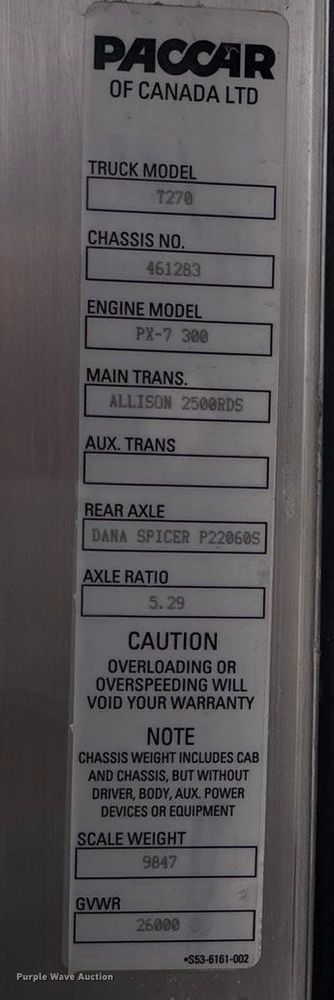 PACCAR
OF CANADA LTD
TRUCK MODEL
T270
CHASSIS NO.
461283
ENGINE MODEL
PX-7 300
MAIN TRANS.
ALLISON 2500RDS
AUX. TRANS
REAR AXLE
DANA SPICER P22060S
AXLE RATIO
5.29
CAUTION
OVERLOADING OR
OVERSPEEDING WILL
VOID YOUR WARRANTY
NOTE
CHASSIS WEIGHT INCLUDES CAB
AND CHASSIS, BUT WITHOUT
DRIVER, BODY, AUX. POWER
DEVICES OR EQUIPMENT
SCALE WEIGHT
9847
GVWR
26000
*S53-6161-002
Purple Wave Auction